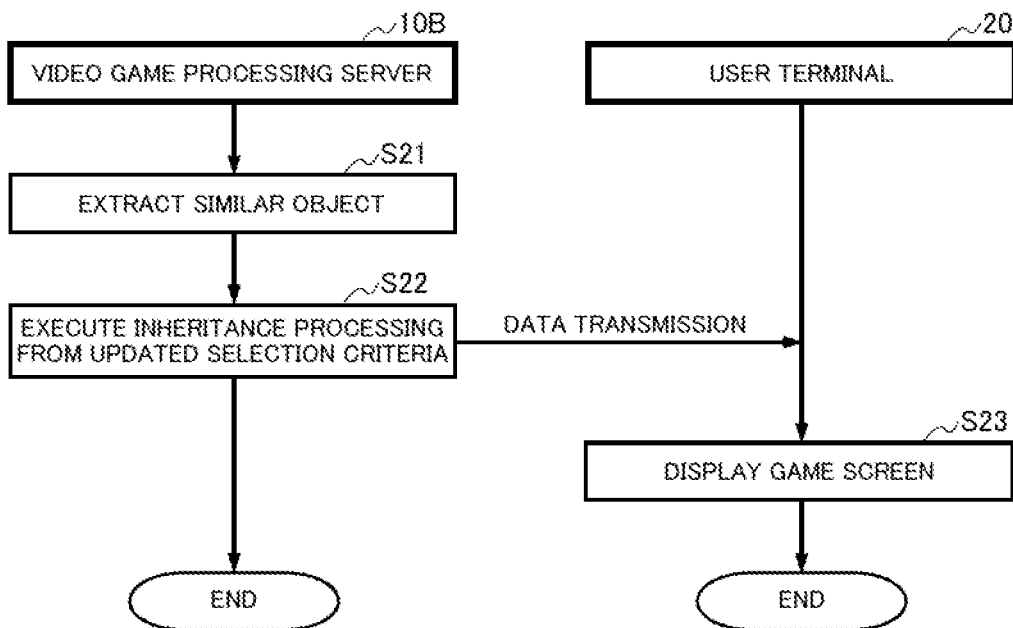 10B
VIDEO GAME PROCESSING SERVER
20
USER TERMINAL
S21
EXTRACT SIMILAR OBJECT
S22
EXECUTE INHERITANCE PROCESSING
FROM UPDATED SELECTION CRITERIA
DATA TRANSMISSION
S23
DISPLAY GAME SCREEN
END
END